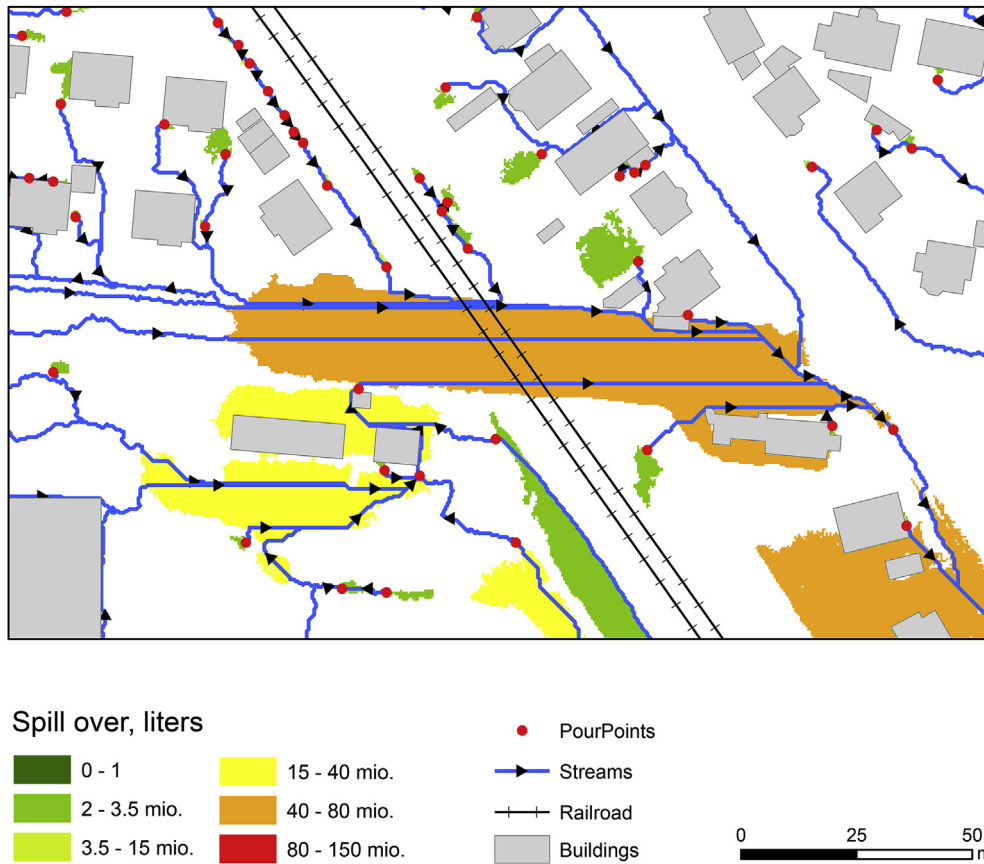 Spill over, liters
0 - 1
2 - 3.5 mio.
3.5 - 15 mio.
15 - 40 mio.
40 - 80 mio.
80 - 150 mio.
PourPoints
Streams
Railroad
Buildings
0 25 50